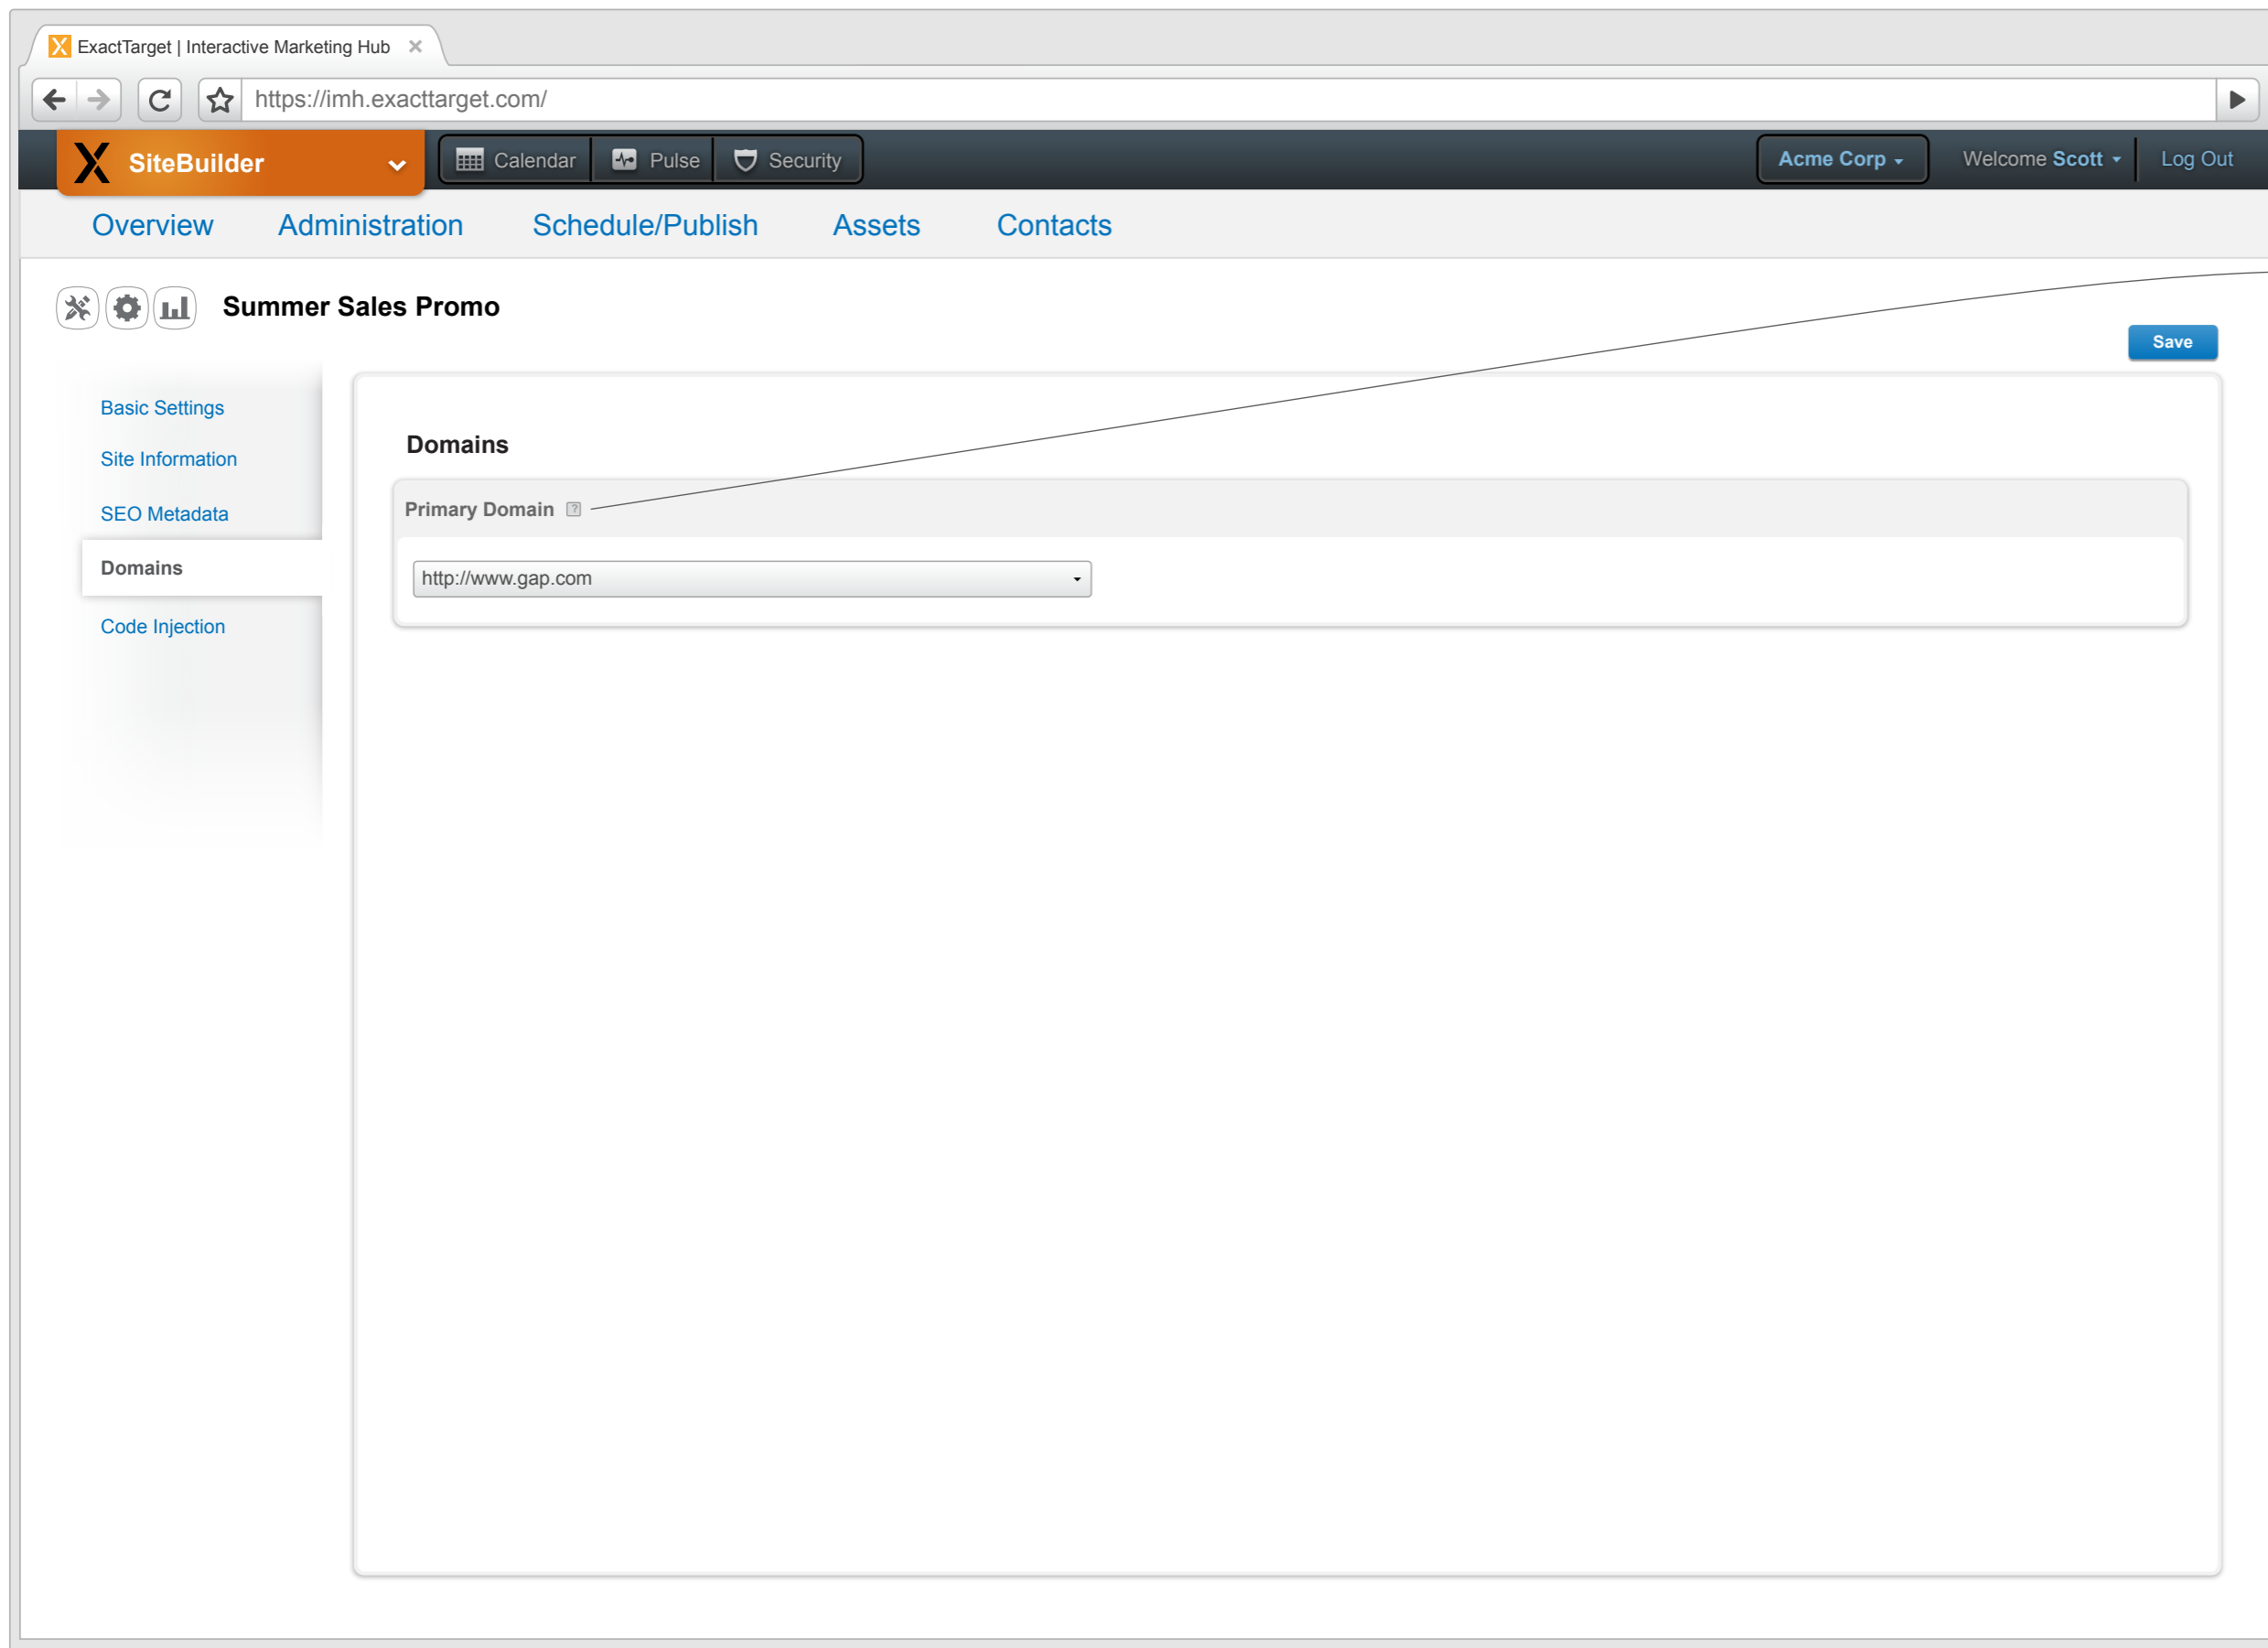 ExactTarget | Interactive Marketing Hub
https://imh.exacttarget.com/
SiteBuilder Calendar Pulse Security Acme Corp Welcome Scott Log Out
Overview Administration Schedule/Publish Assets Contacts
Summer Sales Promo
Save
Basic Settings
Site Information
SEO Metadata
Domains
Code Injection
Domains
Primary Domain ?
http://www.gap.com